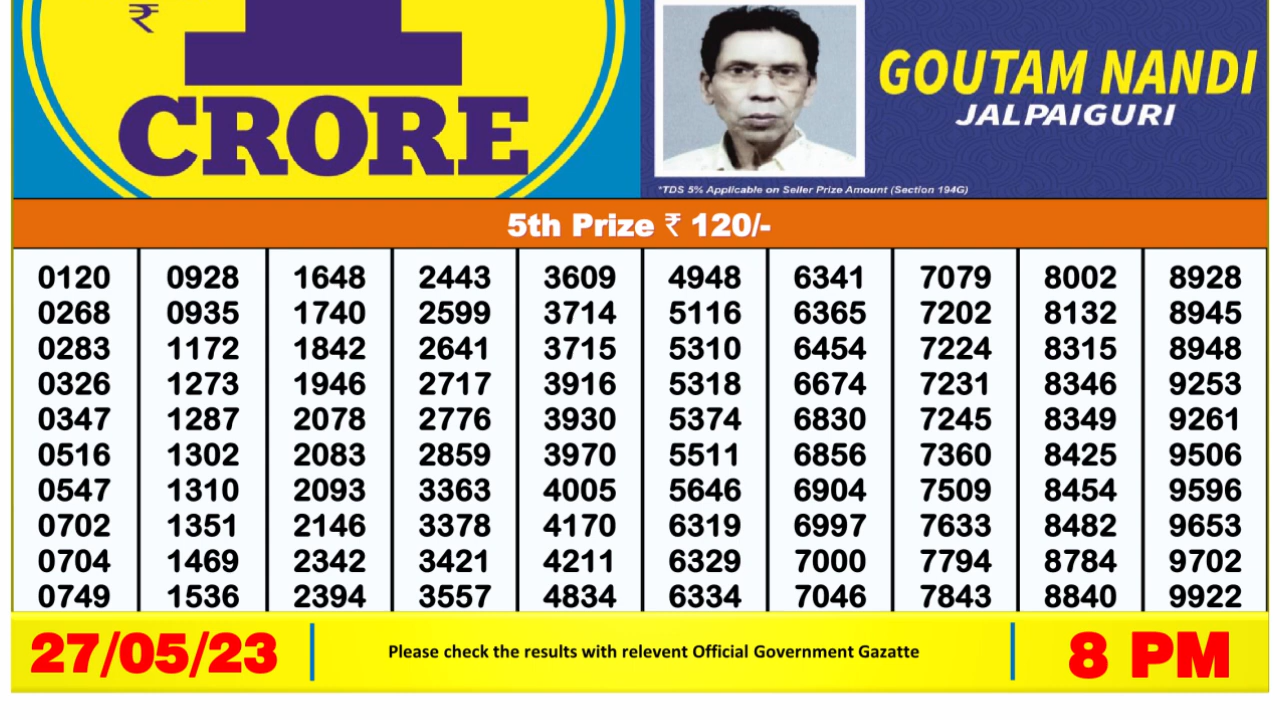 ₹ 1
CRORE
GOUTAM NANDI
JALPAIGURI
*TDS 5% Applicable on Seller Prize Amount (Section 194G)
5th Prize ₹ 120/-
0120 0928 1648 2443 3609 4948 6341 7079 8002 8928
0268 0935 1740 2599 3714 5116 6365 7202 8132 8945
0283 1172 1842 2641 3715 5310 6454 7224 8315 8948
0326 1273 1946 2717 3916 5318 6674 7231 8346 9253
0347 1287 2078 2776 3930 5374 6830 7245 8349 9261
0516 1302 2083 2859 3970 5511 6856 7360 8425 9506
0547 1310 2093 3363 4005 5646 6904 7509 8454 9596
0702 1351 2146 3378 4170 6319 6997 7633 8482 9653
0704 1469 2342 3421 4211 6329 7000 7794 8784 9702
0749 1536 2394 3557 4834 6334 7046 7843 8840 9922
27/05/23
Please check the results with relevent Official Government Gazatte
8 PM